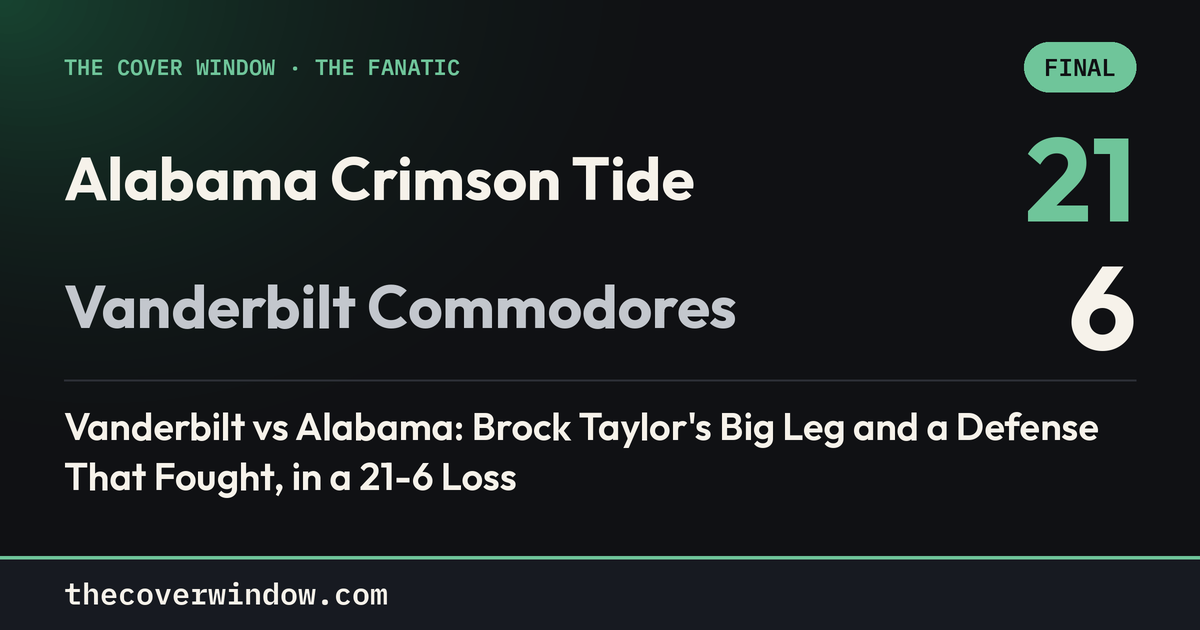 THE COVER WINDOW · THE FANATIC
FINAL
Alabama Crimson Tide
21
Vanderbilt Commodores
6
Vanderbilt vs Alabama: Brock Taylor's Big Leg and a Defense
That Fought, in a 21-6 Loss
thecoverwindow.com